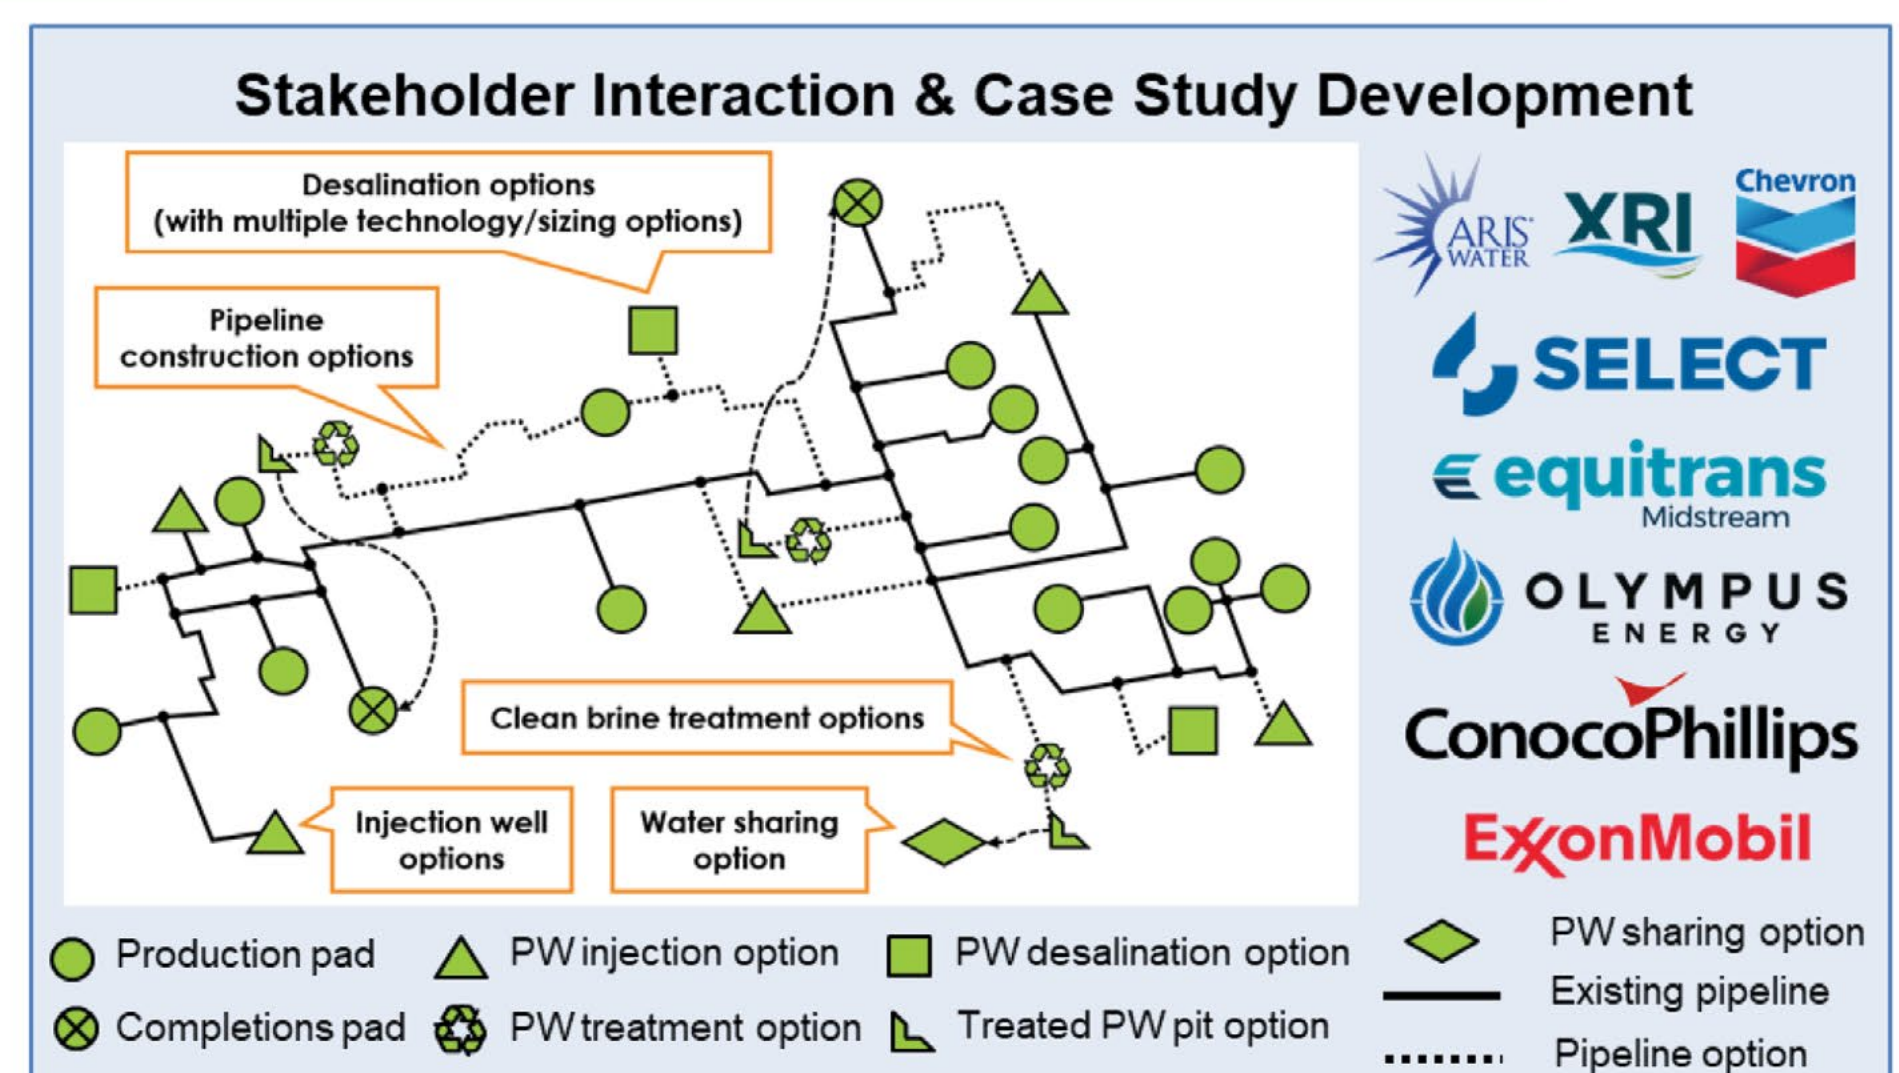 Stakeholder Interaction & Case Study Development
Desalination options
(with multiple technology/sizing options)
Pipeline
construction options
Clean brine treatment options
Injection well
options
Water sharing
option
ARIS
WATER
XRI
Chevron
SELECT
equitrans
Midstream
OLYMPUS
ENERGY
ConocoPhillips
ExxonMobil
Production pad
PW injection option
PW desalination option
PW sharing option
Existing pipeline
Completions pad
PW treatment option
Treated PW pit option
Pipeline option